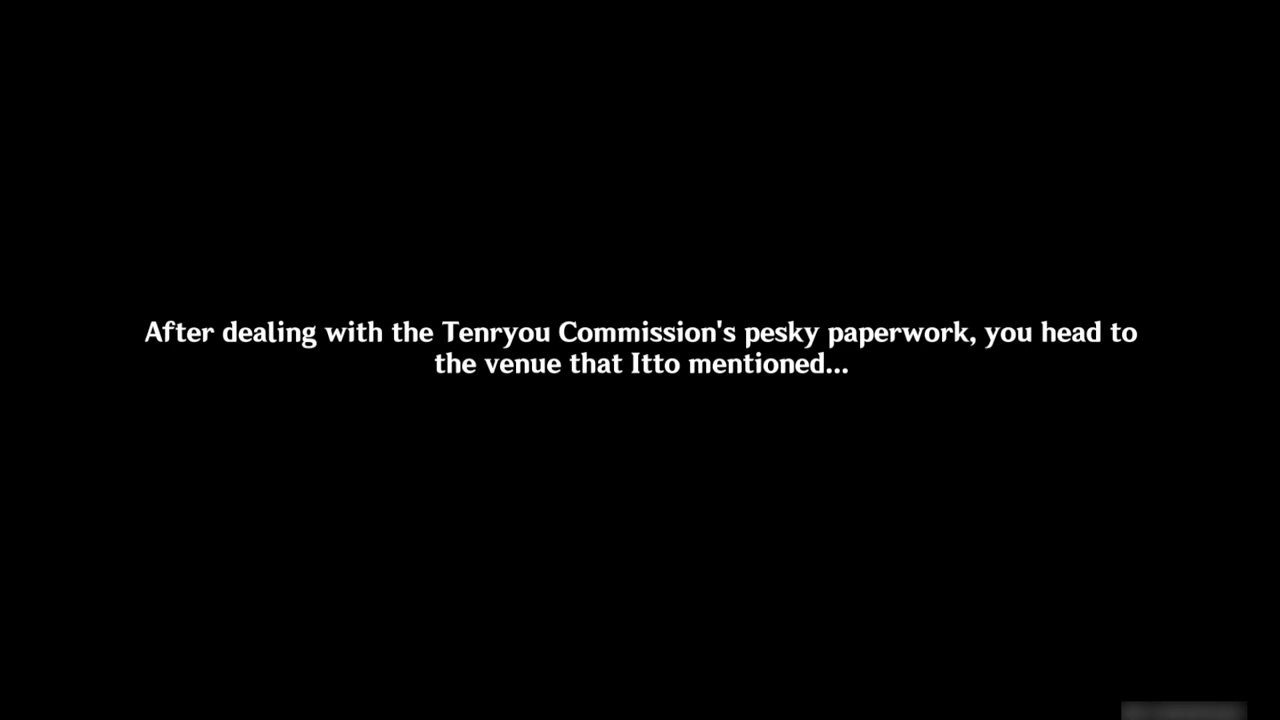 After dealing with the Tenryou Commission's pesky paperwork, you head to
the venue that Itto mentioned...